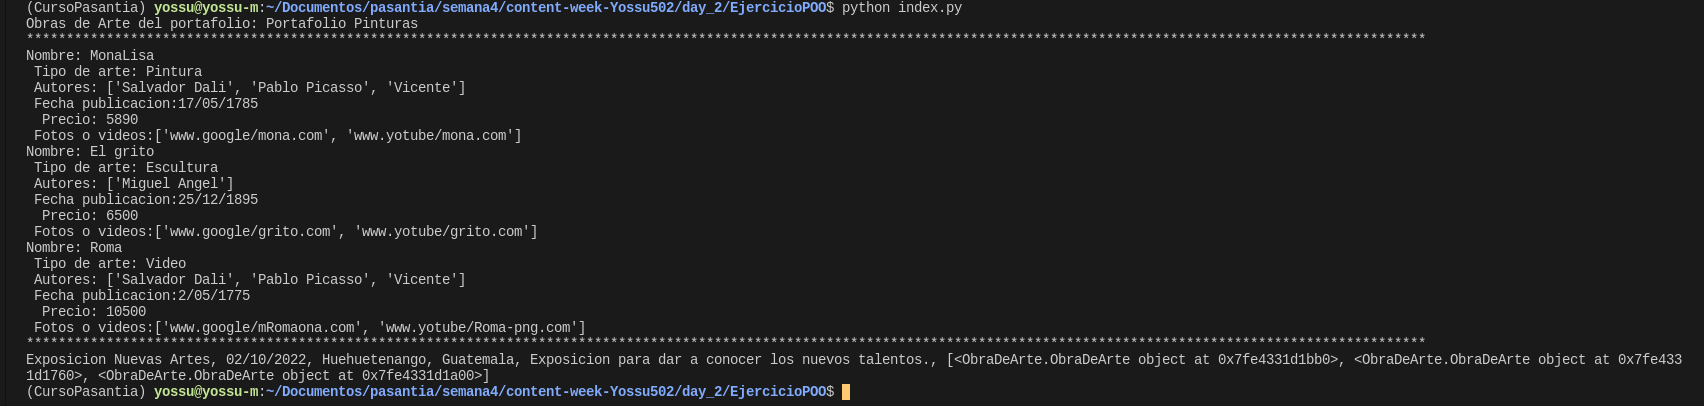 (CursoPasantia) yossu@yossu-m:~/Documentos/pasantia/semana4/content-week-Yossu502/day_2/EjercicioPOO$ python index.py
Obras de Arte del portafolio: Portafolio Pinturas
*******************************************************************************************************************************************************************************
Nombre: MonaLisa
 Tipo de arte: Pintura
 Autores: ['Salvador Dali', 'Pablo Picasso', 'Vicente']
 Fecha publicacion:17/05/1785
  Precio: 5890
 Fotos o videos:['www.google/mona.com', 'www.yotube/mona.com']
Nombre: El grito
 Tipo de arte: Escultura
 Autores: ['Miguel Angel']
 Fecha publicacion:25/12/1895
  Precio: 6500
 Fotos o videos:['www.google/grito.com', 'www.yotube/grito.com']
Nombre: Roma
 Tipo de arte: Video
 Autores: ['Salvador Dali', 'Pablo Picasso', 'Vicente']
 Fecha publicacion:2/05/1775
  Precio: 10500
 Fotos o videos:['www.google/mRomaona.com', 'www.yotube/Roma-png.com']
*******************************************************************************************************************************************************************************
Exposicion Nuevas Artes, 02/10/2022, Huehuetenango, Guatemala, Exposicion para dar a conocer los nuevos talentos., [<ObraDeArte.ObraDeArte object at 0x7fe4331d1bb0>, <ObraDeArte.ObraDeArte object at 0x7fe433
1d1760>, <ObraDeArte.ObraDeArte object at 0x7fe4331d1a00>]
(CursoPasantia) yossu@yossu-m:~/Documentos/pasantia/semana4/content-week-Yossu502/day_2/EjercicioPOO$